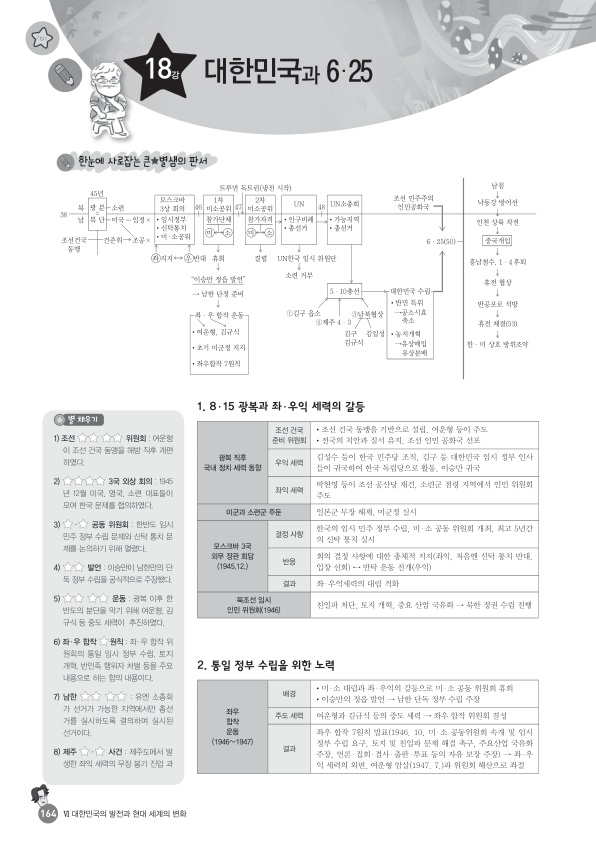 18강 대한민국과 6·25
한눈에 사로잡는 큰★별쌤의 판서
트루먼 독트린(냉전 시작)
45년
38
북 광 분 소련
남 복 단 미국 → 임정×
조선건국
동맹
건준위 → 조공×
모스크바
3상 회의
• 임시정부
• 신탁통치
• 미·소공위
좌지지↔우반대
46
1차
미소공위
참가단체
미↔소
휴회
"이승만 정읍 발언"
→ 남한 단정 준비
좌·우 합작 운동
• 여운형, 김규식
• 초기 미군정 지지
• 좌우합작 7원칙
47
2차
미소공위
참가자격
미↔소
결렬
UN
• 인구비례
• 총선거
UN한국 임시 위원단
소련 거부
48
UN소총회
• 가능지역
• 총선거
5·10총선
①김구 음소
③제주 4·3
②남북협상
김구 김일성
김규식
대한민국 수립
• 반민 특위
→공소시효
축소
• 농지개혁
→유상매입
유상분배
조선 민주주의
인민공화국
6·25(50)
남침
낙동강 방어선
인천 상륙 작전
중국개입
흥남철수, 1·4후퇴
휴전 협상
반공포로 석방
휴전 체결(53)
한·미 상호 방위조약
별 채우기
1) 조선 ☆☆ ☆☆ 위원회 : 여운형
이 조선 건국 동맹을 해방 직후 개편
하였다.
2) ☆☆☆☆ 3국 외상 회의 : 1945
년 12월 미국, 영국, 소련 대표들이
모여 한국 문제를 협의하였다.
3) ☆·☆ 공동 위원회 : 한반도 임시
민주 정부 수립 문제와 신탁 통치 문
제를 논의하기 위해 열렸다.
4) ☆☆ 발언 : 이승만이 남한만의 단
독 정부 수립을 공식적으로 주장했다.
5) ☆☆ ☆☆ 운동 : 광복 이후 한
반도의 분단을 막기 위해 여운형, 김
규식 등 중도 세력이 추진하였다.
6) 좌·우 합작 ☆원칙 : 좌·우 합작 위
원회의 통일 임시 정부 수립, 토지
개혁, 반민족 행위자 처벌 등을 주요
내용으로 하는 합의 내용이다.
7) 남한 ☆☆ ☆☆ : 유엔 소총회
가 선거가 가능한 지역에서만 총선
거를 실시하도록 결의하여 실시된
선거이다.
8) 제주 ☆·☆ 사건 : 제주도에서 발
생한 좌익 세력의 무장 봉기 진압 과
1. 8·15 광복과 좌·우익 세력의 갈등
광복 직후
국내 정치 세력 동향
조선 건국
준비 위원회
• 조선 건국 동맹을 기반으로 설립, 여운형 등이 주도
• 전국의 치안과 질서 유지, 조선 인민 공화국 선포
우익 세력
김성수 등이 한국 민주당 조직, 김구 등 대한민국 임시 정부 인사
들이 귀국하여 한국 독립당으로 활동, 이승만 귀국
좌익 세력
박헌영 등이 조선 공산당 재건, 소련군 점령 지역에서 인민 위원회
주도
미군과 소련군 주둔
일본군 무장 해제, 미군정 실시
모스크바 3국
외무 장관 회담
(1945.12.)
결정 사항
한국의 임시 민주 정부 수립, 미·소 공동 위원회 개최, 최고 5년간
의 신탁 통치 실시
반응
회의 결정 사항에 대한 총체적 지지(좌익, 처음엔 신탁 통치 반대,
입장 선회) ↔ 반탁 운동 전개(우익)
결과
좌·우익세력의 대립 격화
북조선 임시
인민 위원회(1946)
친일파 처단, 토지 개혁, 중요 산업 국유화 → 북한 정권 수립 진행
2. 통일 정부 수립을 위한 노력
좌우
합작
운동
(1946~1947)
배경
• 미·소 대립과 좌·우익의 갈등으로 미·소 공동 위원회 휴회
• 이승만의 정읍 발언 → 남한 단독 정부 수립 주장
주도 세력
여운형과 김규식 등의 중도 세력 → 좌우 합작 위원회 결성
결과
좌우 합작 7원칙 발표(1946. 10, 미·소 공동위원회 속개 및 임시
정부 수립 요구, 토지 및 친일파 문제 해결 촉구, 주요산업 국유화
주장, 언론·집회·결사·출판·투표 등의 자유 보장 주장) → 좌·우
익 세력의 외면, 여운형 암살(1947. 7.)과 위원회 해산으로 좌절
164 Ⅵ 대한민국의 발전과 현대 세계의 변화